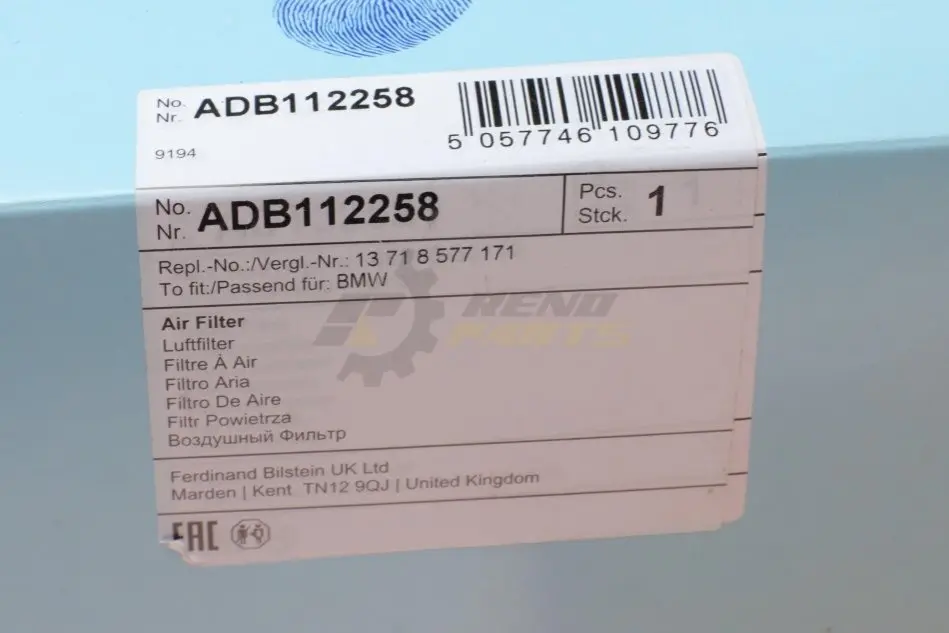 No.
Nr. ADB112258
9194
5 057746 109776
No.
Nr. ADB112258
Pcs.
Stck. 1
Repl.-No.:/Vergl.-Nr.: 13 71 8 577 171
To fit:/Passend für: BMW
Air Filter
Luftfilter
Filtre À Air
Filtro Aria
Filtro De Aire
Filtr Powietrza
Воздушный Фильтр
Ferdinand Bilstein UK Ltd
Marden | Kent TN12 9QJ | United Kingdom
EAC
RENO
PARTS